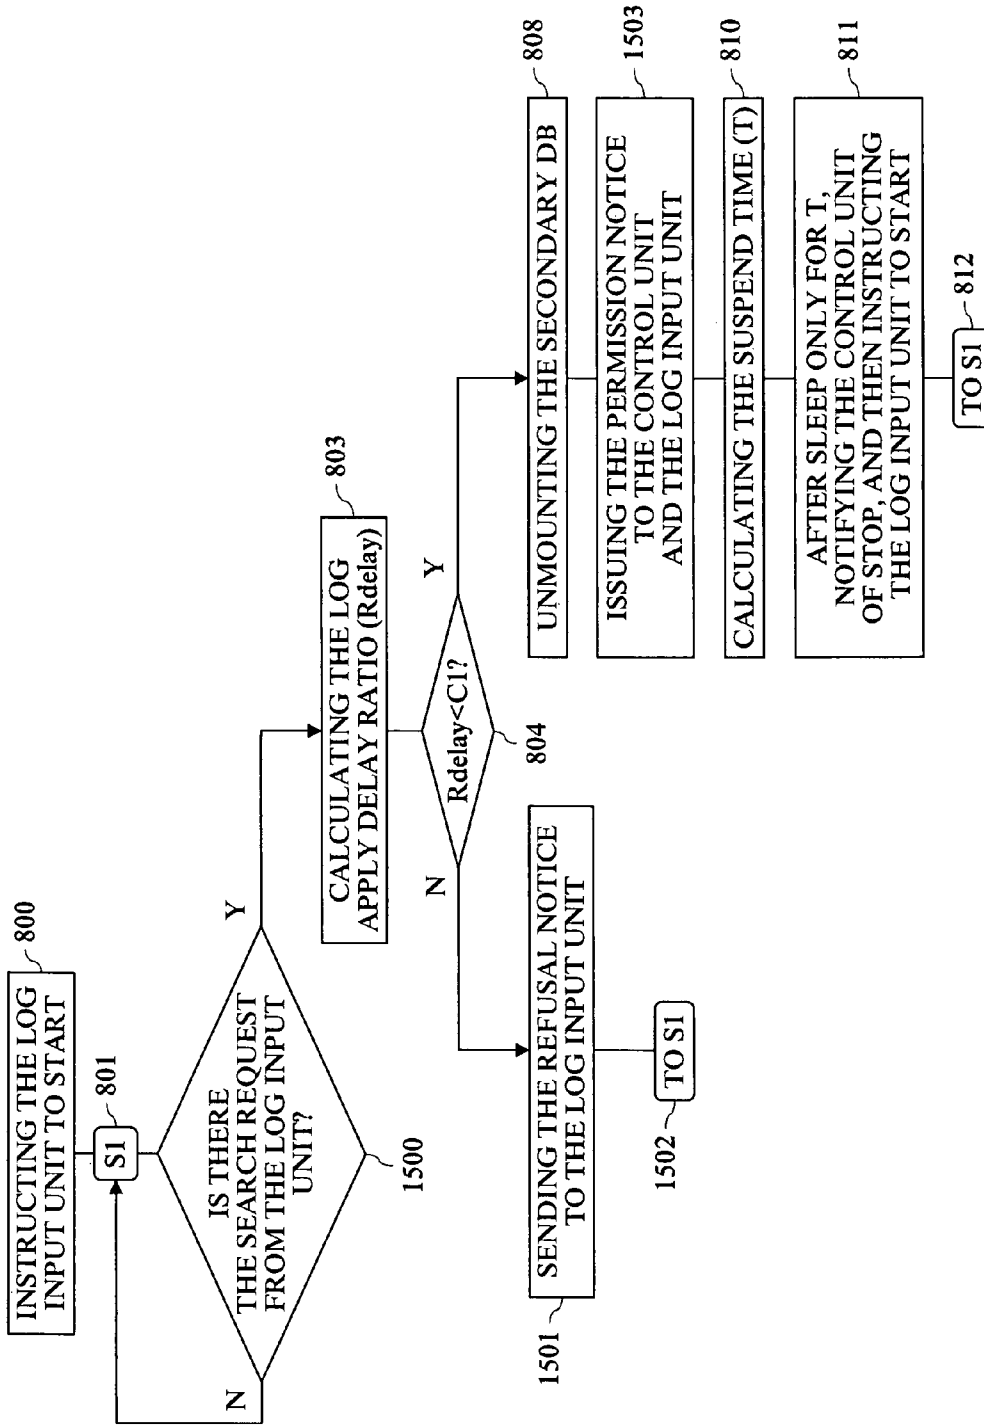 INSTRUCTING THE LOG
INPUT UNIT TO START
800
S1
801
IS THERE
THE SEARCH REQUEST
FROM THE LOG INPUT
UNIT?
1500
N
Y
CALCULATING THE LOG
APPLY DELAY RATIO (Rdelay)
803
Rdelay<C1?
804
N
Y
SENDING THE REFUSAL NOTICE
TO THE LOG INPUT UNIT
1501
TO S1
1502
UNMOUNTING THE SECONDARY DB
808
ISSUING THE PERMISSION NOTICE
TO THE CONTROL UNIT
AND THE LOG INPUT UNIT
1503
CALCULATING THE SUSPEND TIME (T)
810
AFTER SLEEP ONLY FOR T,
NOTIFYING THE CONTROL UNIT
OF STOP, AND THEN INSTRUCTING
THE LOG INPUT UNIT TO START
811
TO S1
812